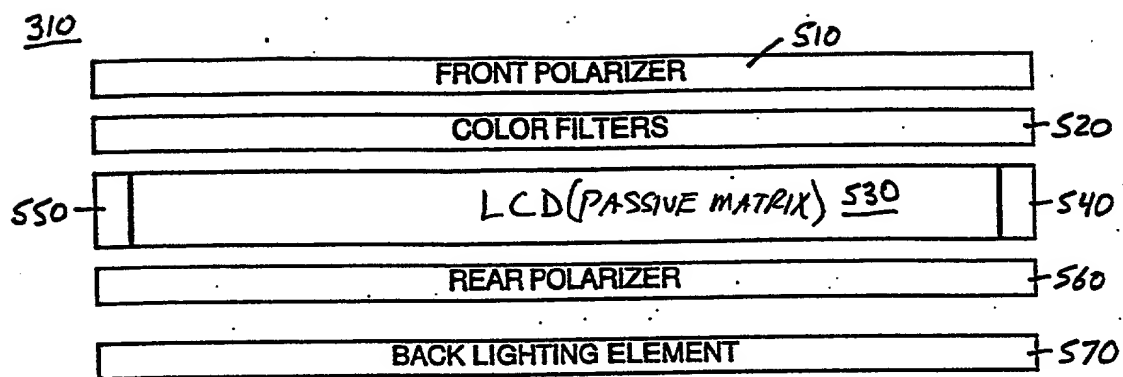 310
510
FRONT POLARIZER
COLOR FILTERS
520
550
LCD (PASSIVE MATRIX) 530
540
REAR POLARIZER
560
BACK LIGHTING ELEMENT
570